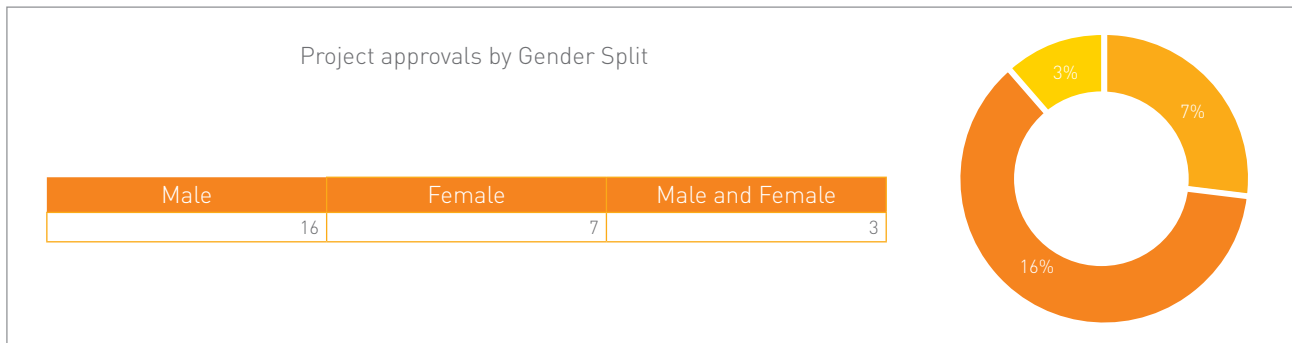 Project approvals by Gender Split
Male Female Male and Female
16 7 3
3%
7%
16%